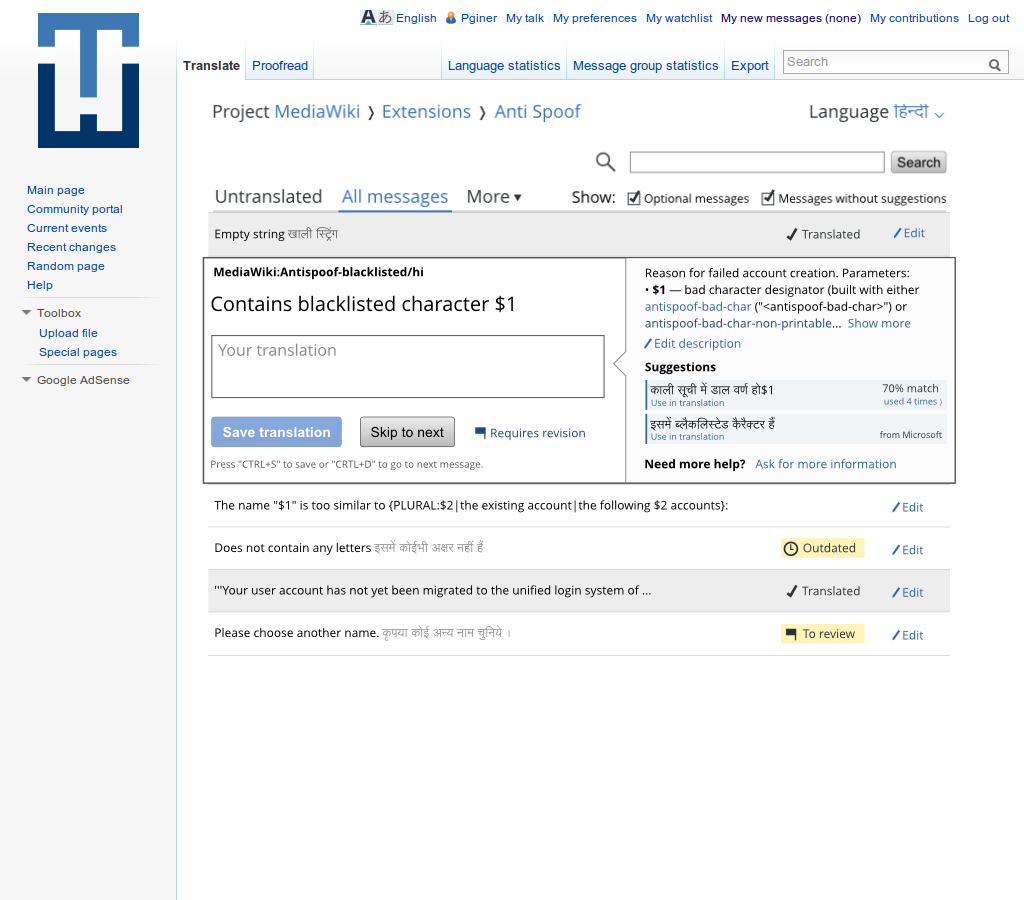 English Pginer My talk My preferences My watchlist My new messages (none) My contributions Log out
Translate Proofread Language statistics Message group statistics Export Search
Project MediaWiki ❭ Extensions ❭ Anti Spoof Language हिन्दी
Search
Main page
Community portal
Current events
Recent changes
Random page
Help
Toolbox
Upload file
Special pages
Google AdSense
Untranslated All messages More ▾ Show: Optional messages Messages without suggestions
Empty string खाली स्ट्रिंग Translated Edit
MediaWiki:Antispoof-blacklisted/hi
Contains blacklisted character $1
Your translation
Save translation Skip to next Requires revision
Press "CTRL+S" to save or "CRTL+D" to go to next message.
Reason for failed account creation. Parameters:
• $1 — bad character designator (built with either
antispoof-bad-char ("<antispoof-bad-char>") or
antispoof-bad-char-non-printable... Show more
Edit description
Suggestions
काली सूची में डाल वर्ण हो$1 70% match
Use in translation used 4 times ⟩
इसमें ब्लैकलिस्टेड कैरैक्टर हैं
Use in translation from Microsoft
Need more help? Ask for more information
The name "$1" is too similar to {PLURAL:$2|the existing account|the following $2 accounts}: Edit
Does not contain any letters इसमें कोईभी अक्षर नहीं हैं Outdated Edit
'''Your user account has not yet been migrated to the unified login system of ... Translated Edit
Please choose another name. कृपया कोई अन्य नाम चुनिये । To review Edit